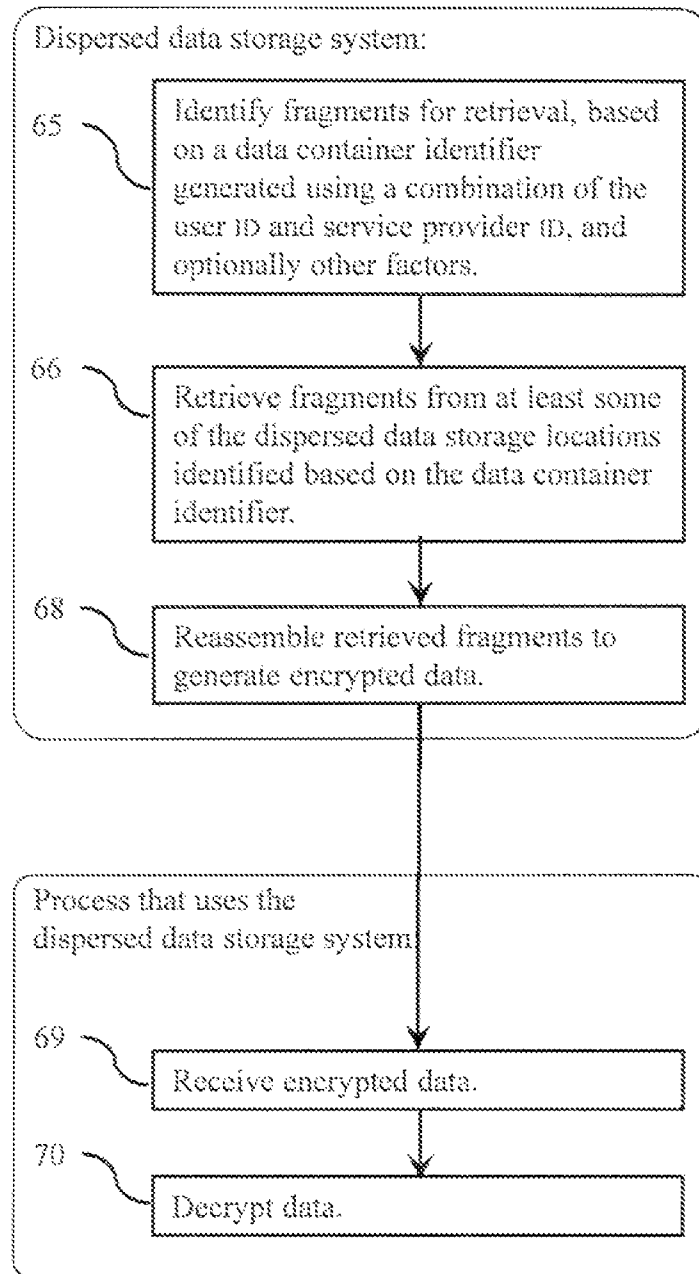 Dispersed data storage system:
65
Identify fragments for retrieval, based
on a data container identifier
generated using a combination of the
user ID and service provider ID, and
optionally other factors.
66
Retrieve fragments from at least some
of the dispersed data storage locations
identified based on the data container
identifier.
68
Reassemble retrieved fragments to
generate encrypted data.
Process that uses the
dispersed data storage system
69
Receive encrypted data.
70
Decrypt data.